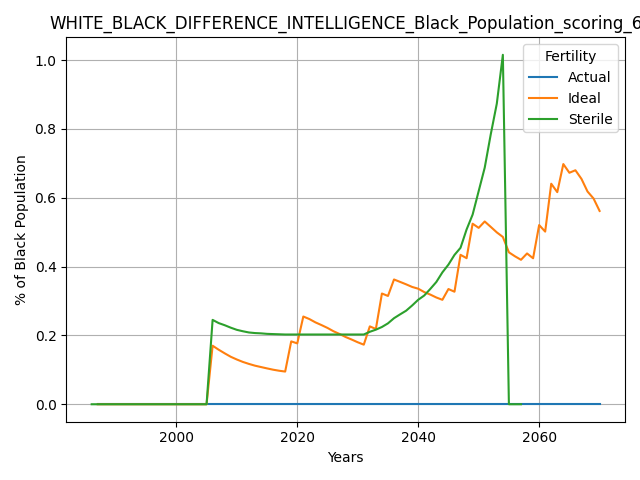 WHITE_BLACK_DIFFERENCE_INTELLIGENCE_Black_Population_scoring_6
Fertility
Actual
Ideal
Sterile
% of Black Population
1.0
0.8
0.6
0.4
0.2
0.0
2000 2020 2040 2060
Years